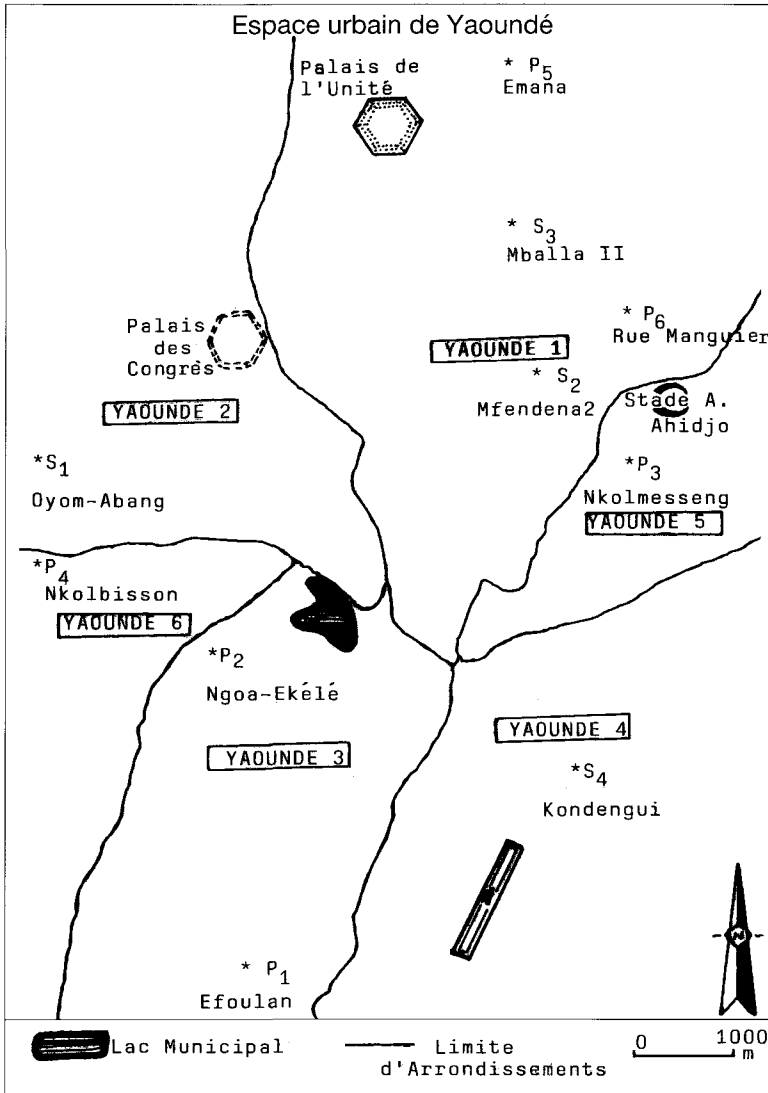 Espace urbain de Yaoundé
Palais de
l'Unité
* P5
Emana
* S3
Mballa II
* P6
Rue Manguier
Palais
des
Congrès
YAOUNDE 1
* S2
Mfendena2
Stade A.
Ahidjo
YAOUNDE 2
*S1
Oyom-Abang
*P3
Nkolmesseng
YAOUNDE 5
*P4
Nkolbisson
YAOUNDE 6
*P2
Ngoa-Ekélé
YAOUNDE 3
YAOUNDE 4
*S4
Kondengui
* P1
Efoulan
N
Lac Municipal
Limite
d'Arrondissements
0 1000
m